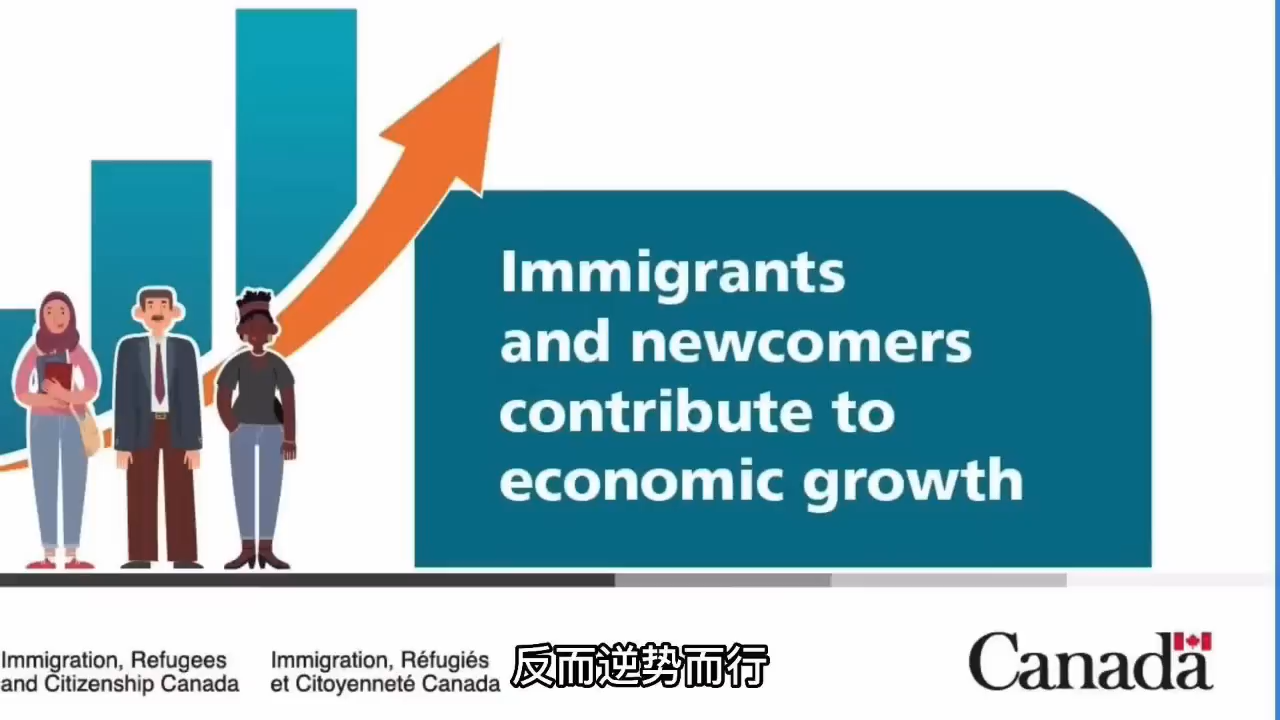 Immigrants
and newcomers
contribute to
economic growth
Immigration, Refugees
and Citizenship Canada
Immigration, Réfugiés
et Citoyenneté Canada
反而逆势而行
Canada